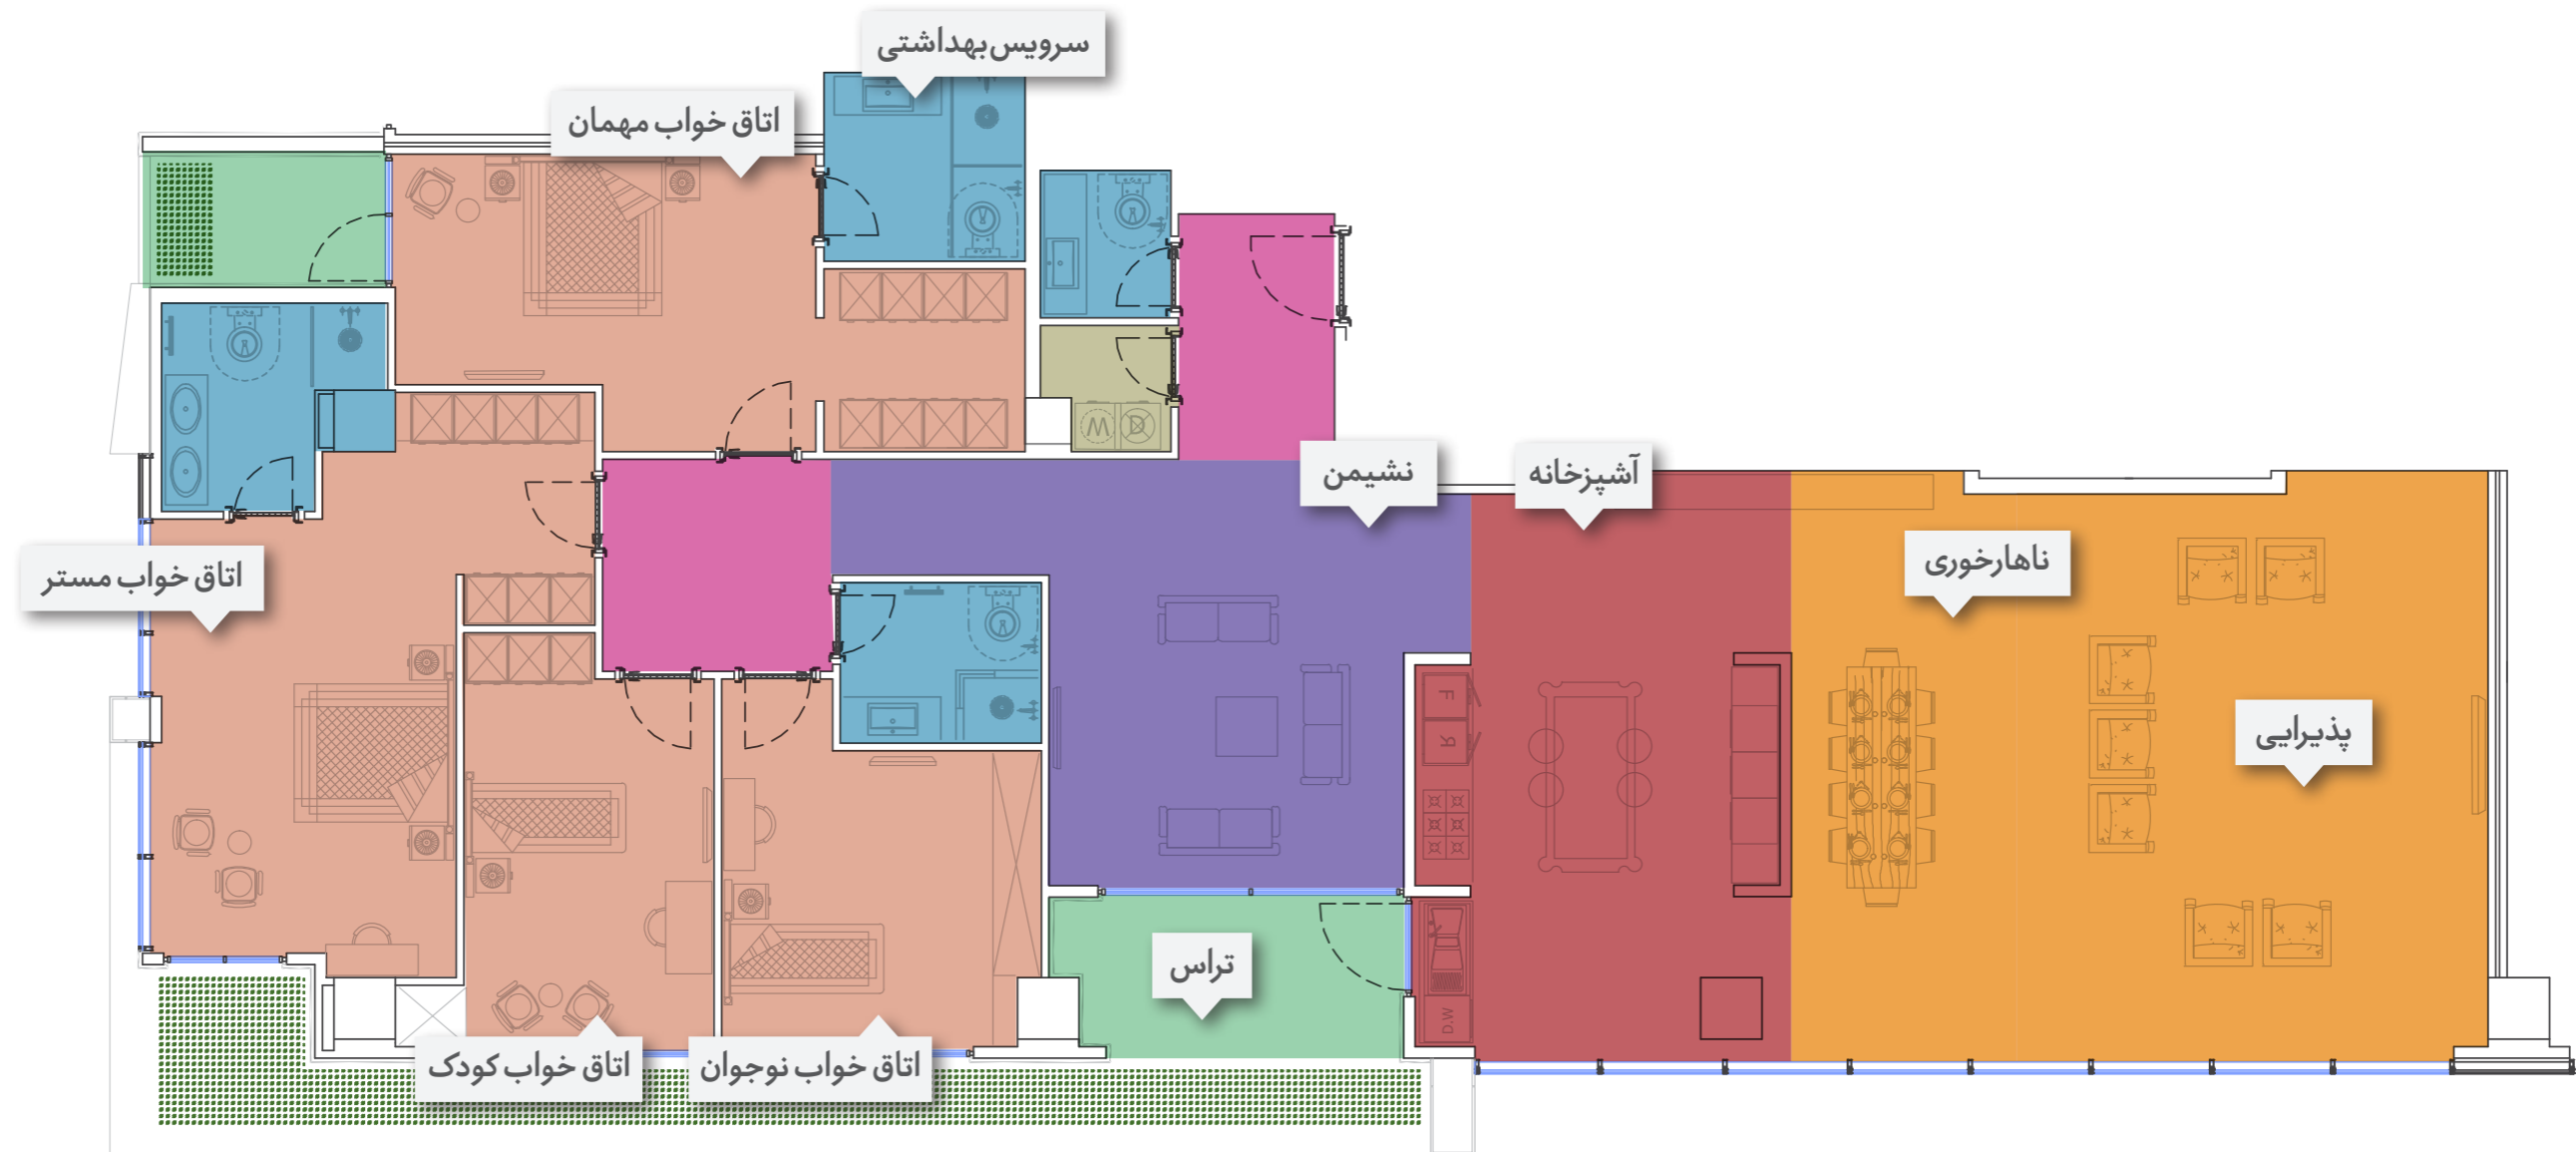 سرویس بهداشتی
اتاق خواب مهمان
نشیمن
آشپزخانه
ناهارخوری
اتاق خواب مستر
پذیرایی
تراس
اتاق خواب نوجوان
اتاق خواب کودک
W
D
F
R
D.W